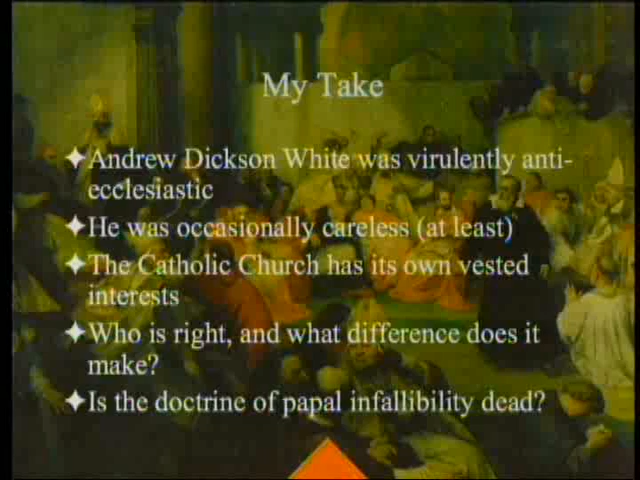 My Take
✦Andrew Dickson White was virulently anti-
ecclesiastic
✦He was occasionally careless (at least)
✦The Catholic Church has its own vested
interests
✦Who is right, and what difference does it
make?
✦Is the doctrine of papal infallibility dead?